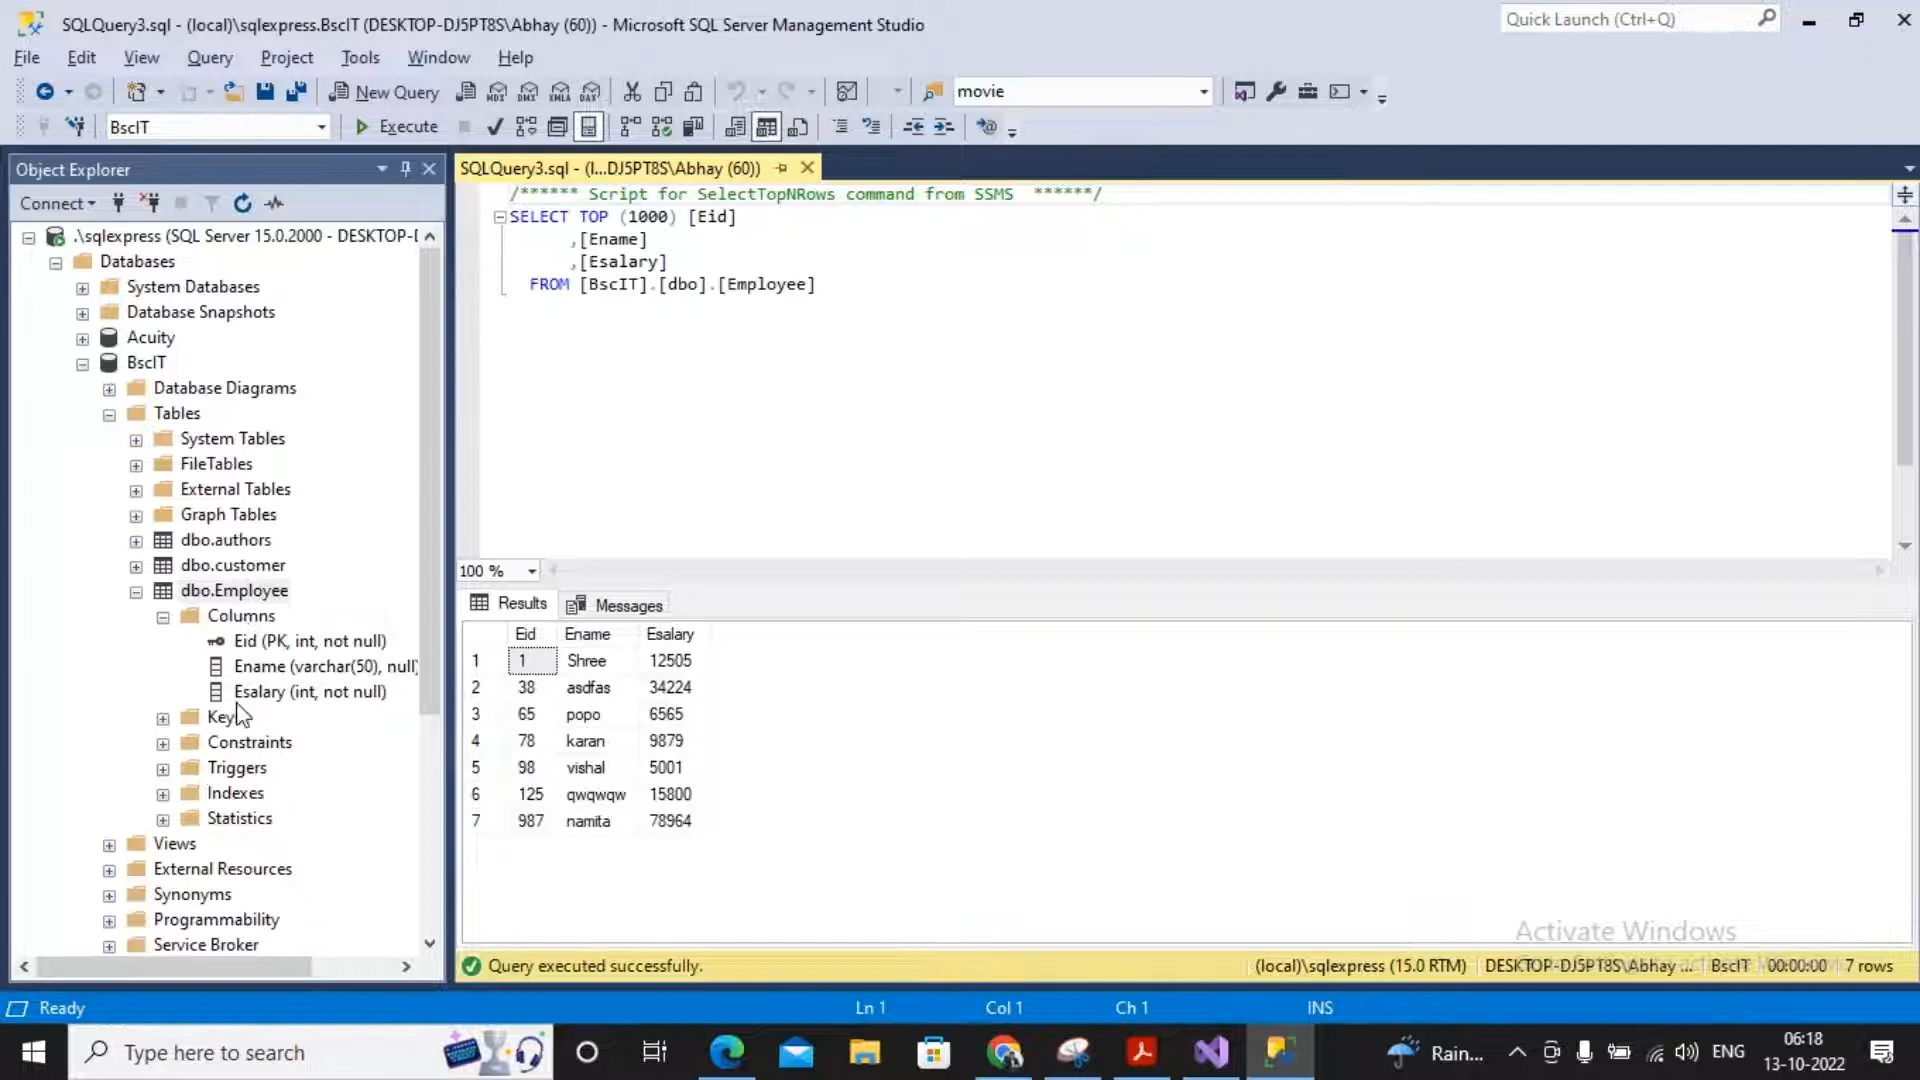 SQLQuery3.sql - (local)\sqlexpress.BscIT (DESKTOP-DJ5PT8S\Abhay (60)) - Microsoft SQL Server Management Studio
Quick Launch (Ctrl+Q)
File Edit View Query Project Tools Window Help
New Query
MDX DMX XMLA DAX
movie
BscIT
Execute
Object Explorer
Connect
.\sqlexpress (SQL Server 15.0.2000 - DESKTOP-
Databases
System Databases
Database Snapshots
Acuity
BscIT
Database Diagrams
Tables
System Tables
FileTables
External Tables
Graph Tables
dbo.authors
dbo.customer
dbo.Employee
Columns
Eid (PK, int, not null)
Ename (varchar(50), null)
Esalary (int, not null)
Key
Constraints
Triggers
Indexes
Statistics
Views
External Resources
Synonyms
Programmability
Service Broker
SQLQuery3.sql - (l...DJ5PT8S\Abhay (60))
/****** Script for SelectTopNRows command from SSMS ******/
SELECT TOP (1000) [Eid]
,[Ename]
,[Esalary]
FROM [BscIT].[dbo].[Employee]
100 %
Results Messages
Eid Ename Esalary
1 1 Shree 12505
2 38 asdfas 34224
3 65 popo 6565
4 78 karan 9879
5 98 vishal 5001
6 125 qwqwqw 15800
7 987 namita 78964
Activate Windows
Query executed successfully.
(local)\sqlexpress (15.0 RTM) DESKTOP-DJ5PT8S\Abhay ... BscIT 00:00:00 7 rows
Ready Ln 1 Col 1 Ch 1 INS
Type here to search
Rain... ENG 06:18
13-10-2022